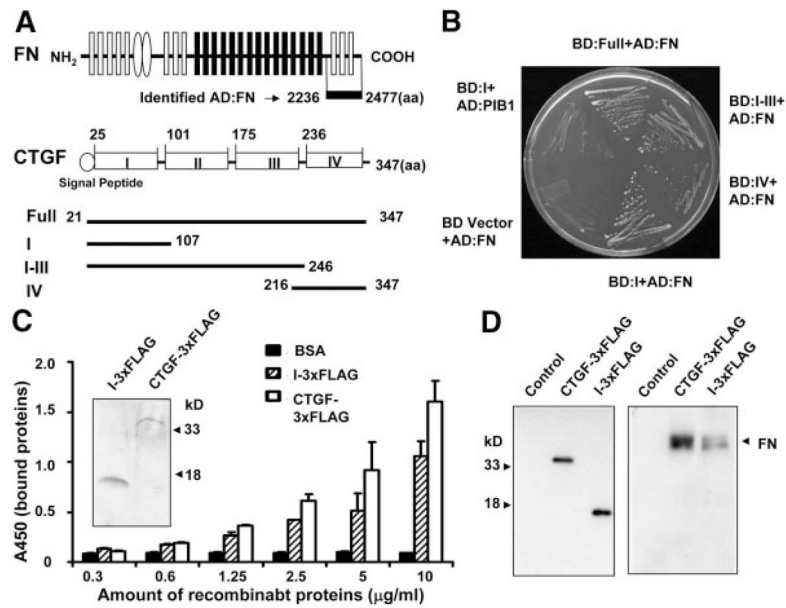 A
FN NH2 COOH
Identified AD:FN → 2236 2477(aa)
25 101 175 236
CTGF I II III IV 347(aa)
Signal Peptide
Full 21 347
I 107
I-III 246
IV 216 347
B
BD:Full+AD:FN
BD:I+
AD:PIB1
BD:I-III+
AD:FN
BD:IV+
AD:FN
BD Vector
+AD:FN
BD:I+AD:FN
C
I-3xFLAG
CTGF-3xFLAG
kD
33
18
BSA
I-3xFLAG
CTGF-
3xFLAG
A450 (bound proteins)
2.0
1.5
1.0
0.5
0
0.3 0.6 1.25 2.5 5 10
Amount of recombinabt proteins (μg/ml)
D
Control
CTGF-3xFLAG
I-3xFLAG
Control
CTGF-3xFLAG
I-3xFLAG
kD
33
18
FN